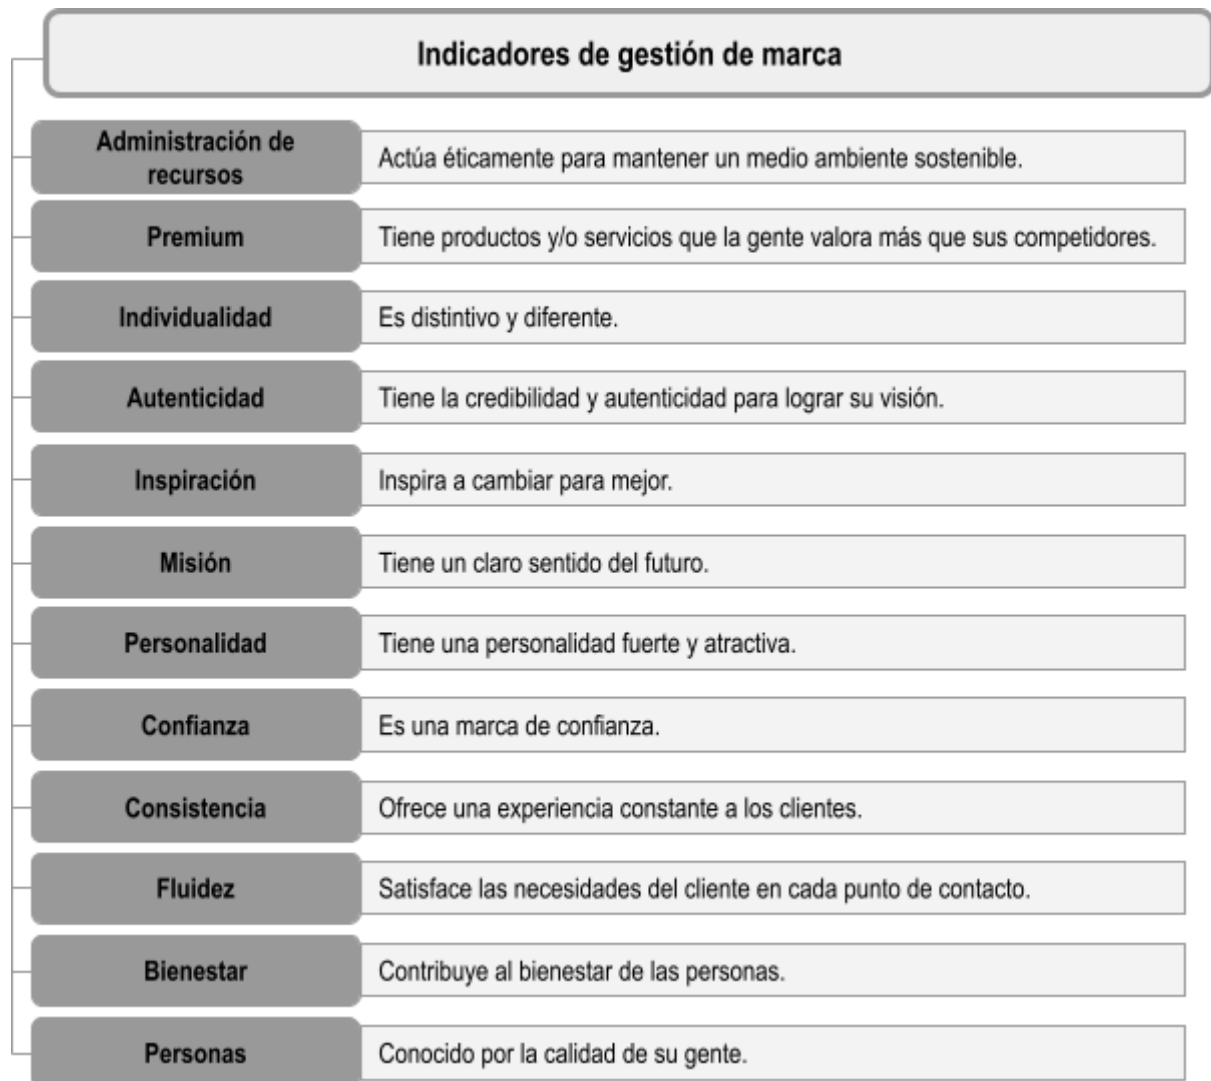 Indicadores de gestión de marca
Administración de
recursos
Actúa éticamente para mantener un medio ambiente sostenible.
Premium
Tiene productos y/o servicios que la gente valora más que sus competidores.
Individualidad
Es distintivo y diferente.
Autenticidad
Tiene la credibilidad y autenticidad para lograr su visión.
Inspiración
Inspira a cambiar para mejor.
Misión
Tiene un claro sentido del futuro.
Personalidad
Tiene una personalidad fuerte y atractiva.
Confianza
Es una marca de confianza.
Consistencia
Ofrece una experiencia constante a los clientes.
Fluidez
Satisface las necesidades del cliente en cada punto de contacto.
Bienestar
Contribuye al bienestar de las personas.
Personas
Conocido por la calidad de su gente.